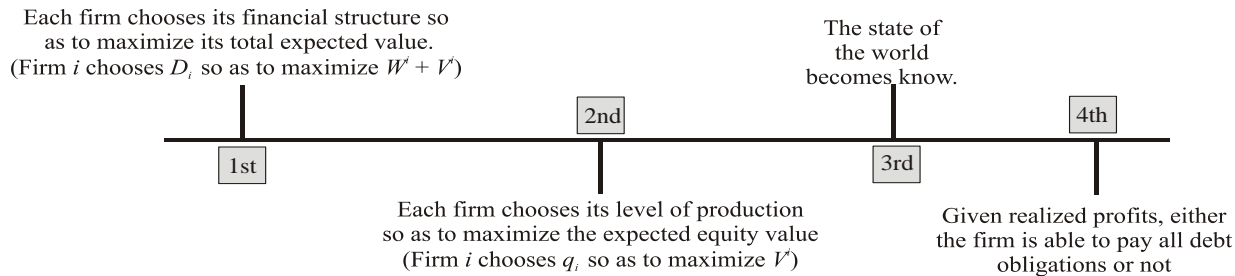 Each firm chooses its financial structure so
as to maximize its total expected value.
(Firm i chooses Di so as to maximize Wi + Vi)
The state of
the world
becomes know.
2nd
4th
1st
3rd
Each firm chooses its level of production
so as to maximize the expected equity value
(Firm i chooses qi so as to maximize Vi)
Given realized profits, either
the firm is able to pay all debt
obligations or not